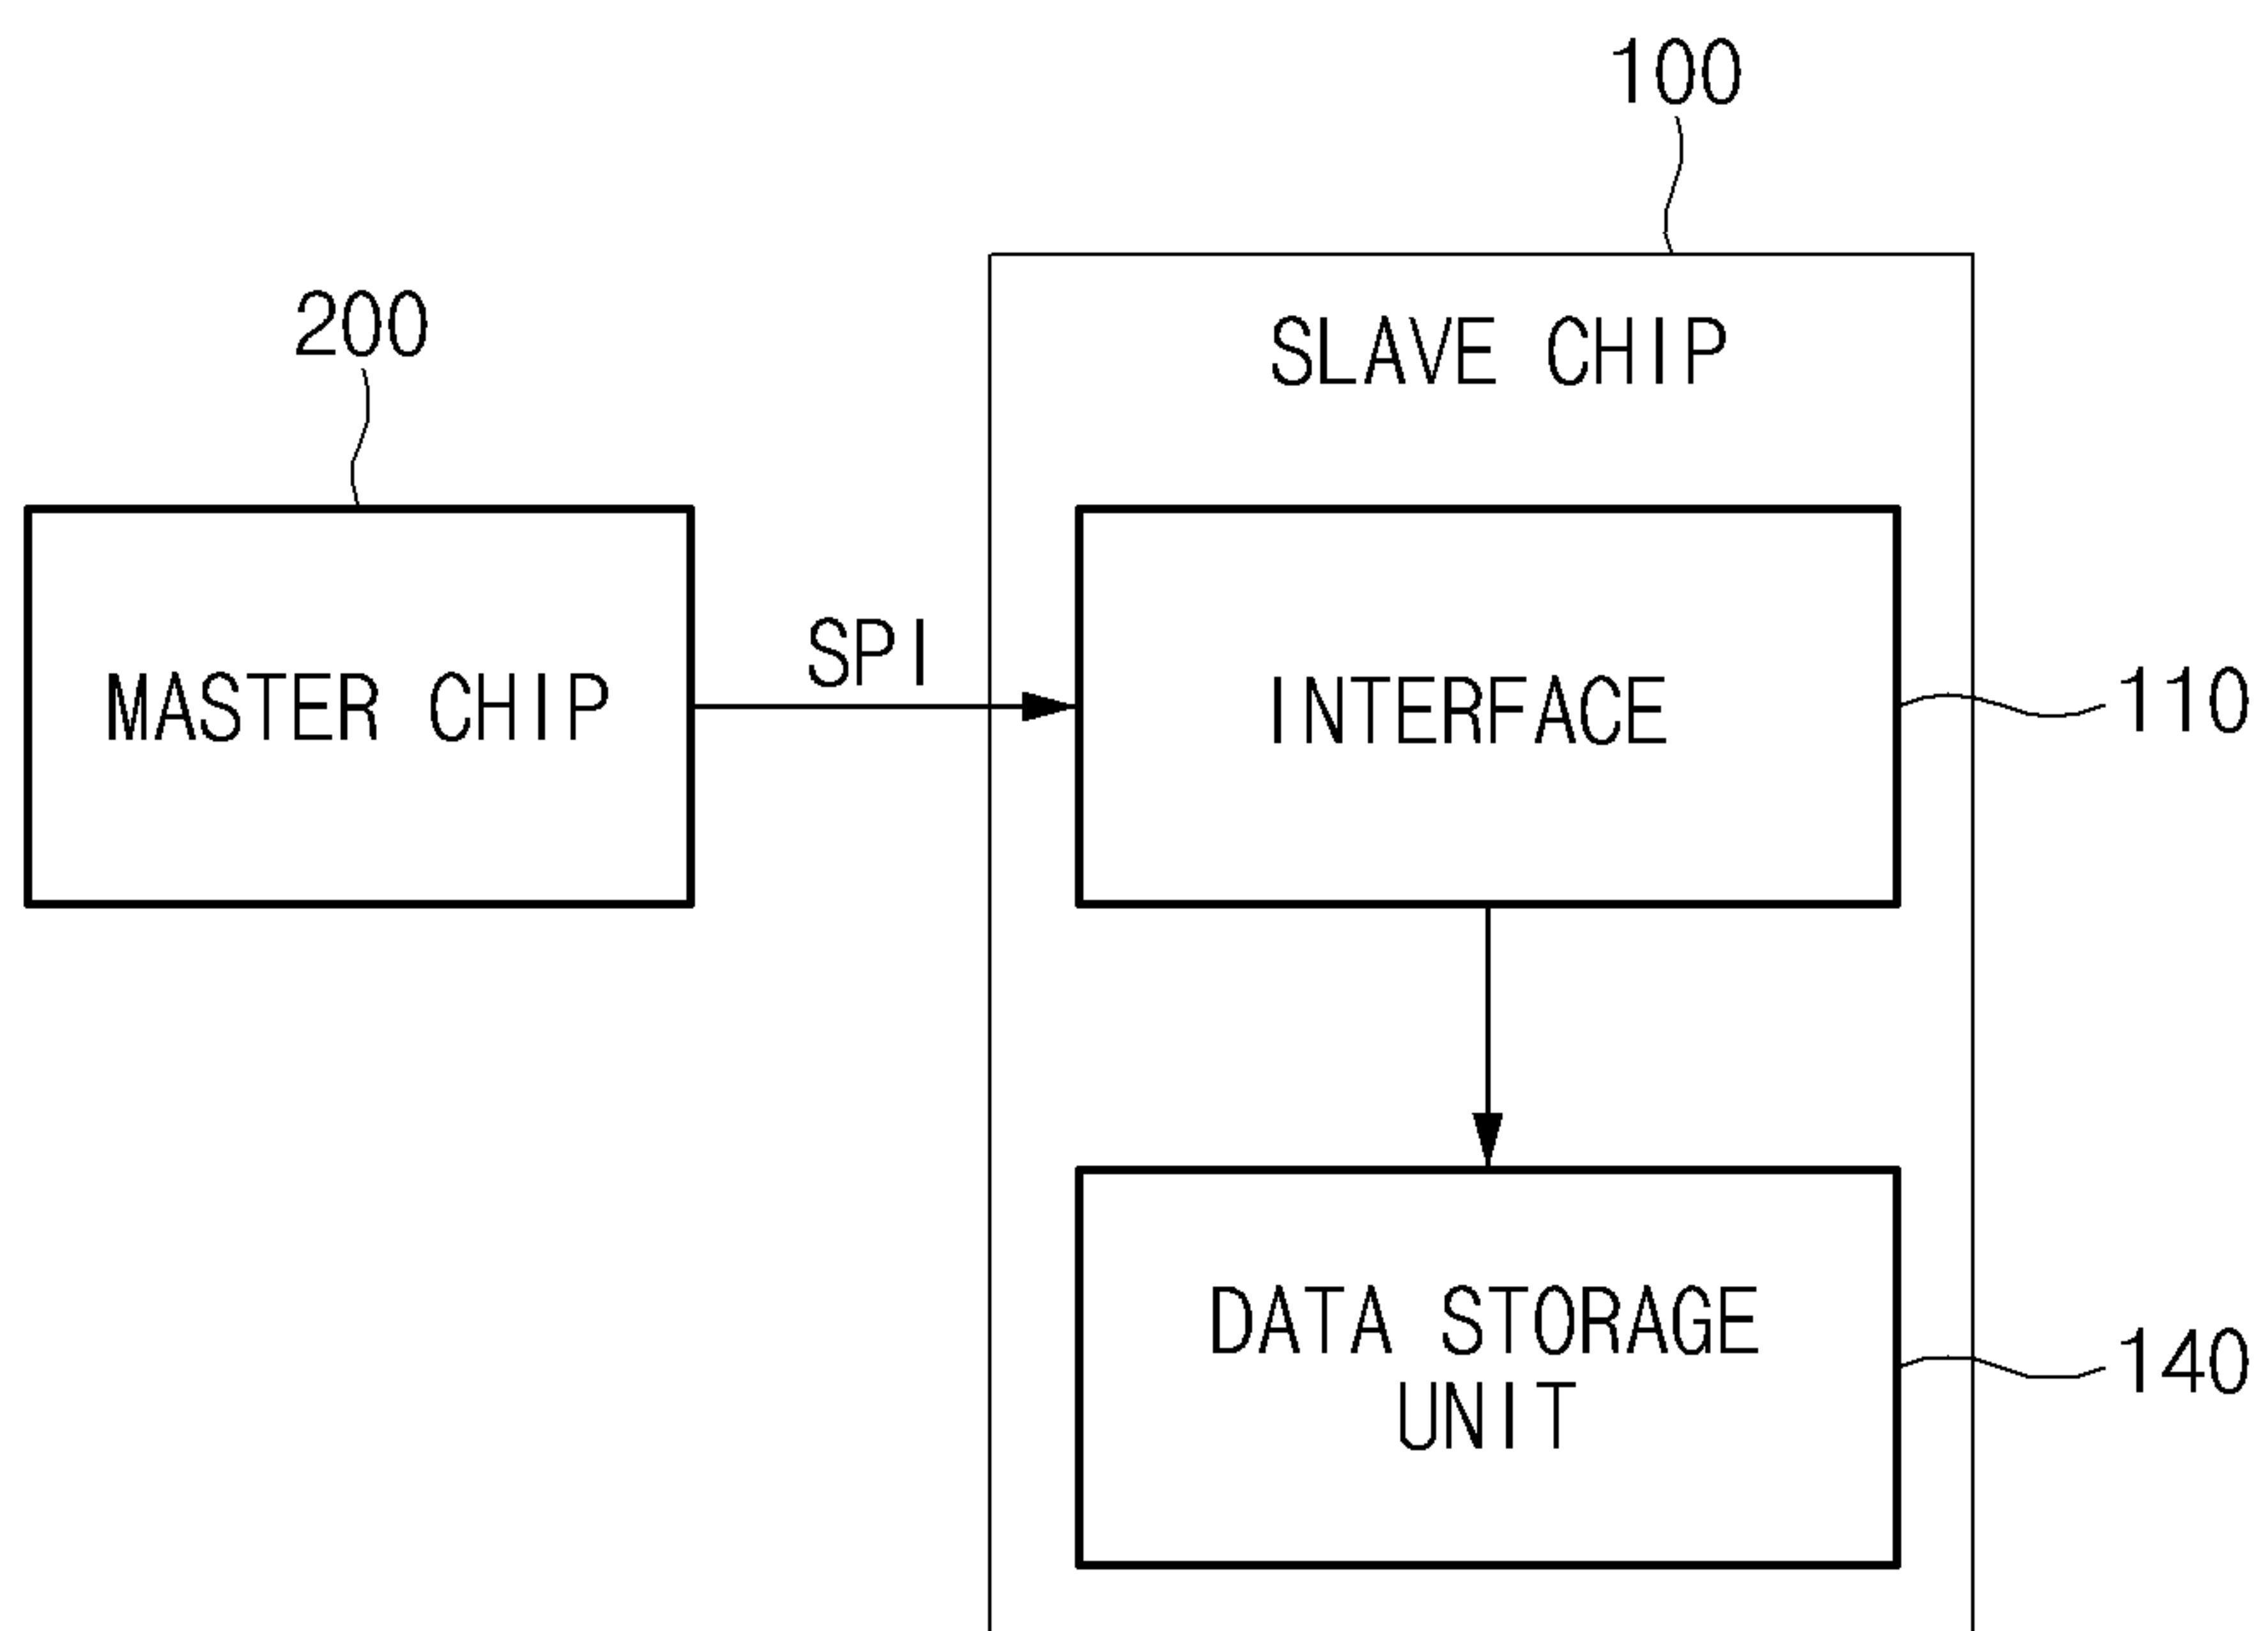 100
200
SLAVE CHIP
SPI
MASTER CHIP
INTERFACE
110
DATA STORAGE
UNIT
140